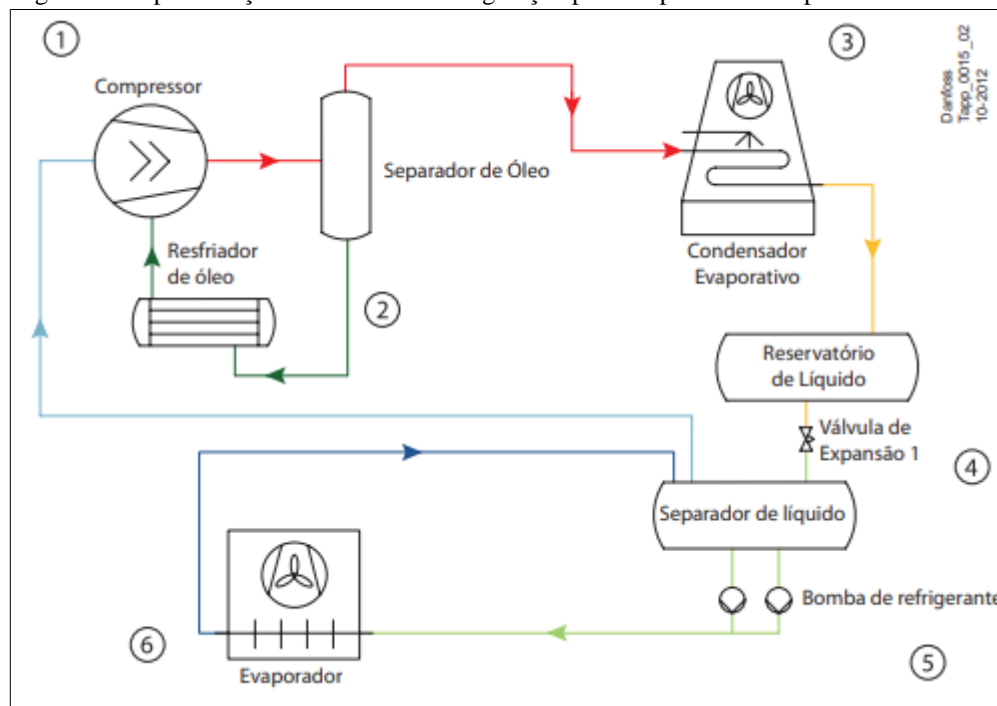 1
3
Danfoss
Tapp_0015_02
10-2012
Compressor
Separador de Óleo
Condensador
Evaporativo
Resfriador
de óleo
2
Reservatório
de Líquido
Válvula de
Expansão 1
4
Separador de líquido
Bomba de refrigerante
6
5
Evaporador